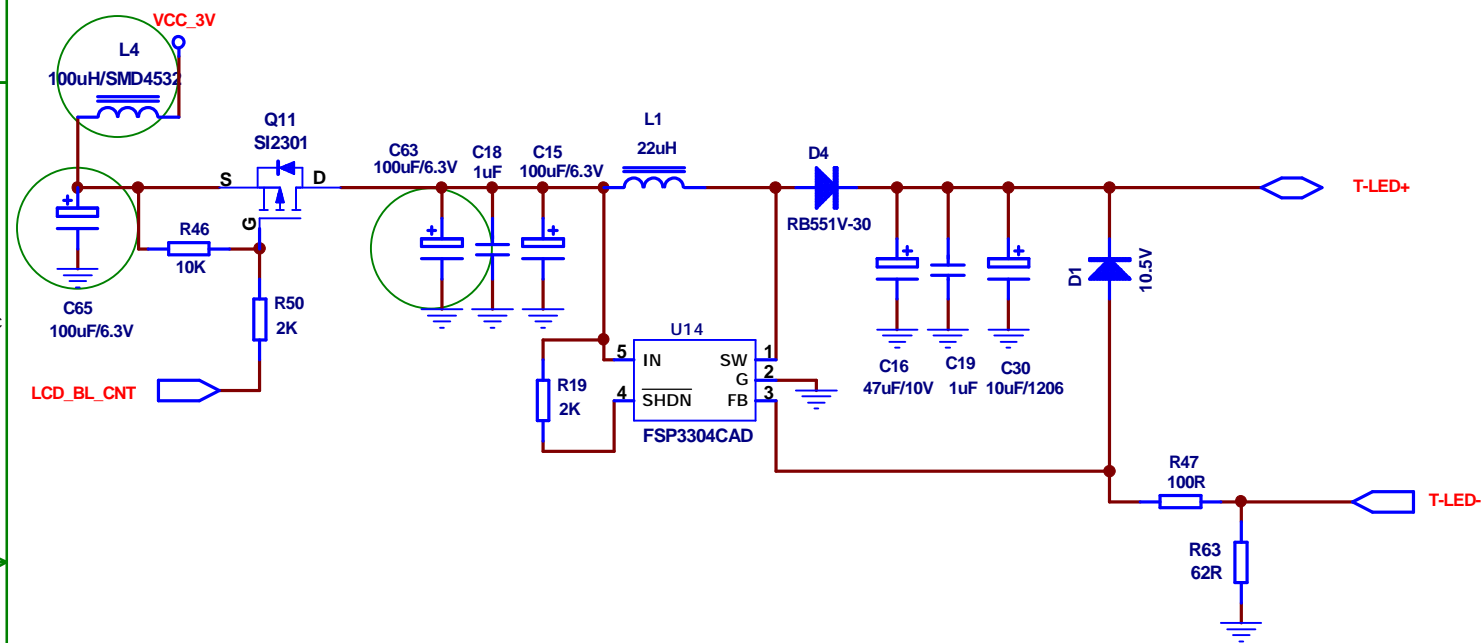 VCC_3V
L4
100uH/SMD4532
Q11
SI2301
S
D
G
R46
10K
C65
100uF/6.3V
R50
2K
LCD_BL_CNT
C63
100uF/6.3V
C18
1uF
C15
100uF/6.3V
L1
22uH
D4
RB551V-30
T-LED+
R19
2K
U14
5 IN SW 1
G 2
4 SHDN FB 3
FSP3304CAD
C16
47uF/10V
C19
1uF
C30
10uF/1206
D1
10.5V
R47
100R
T-LED-
R63
62R